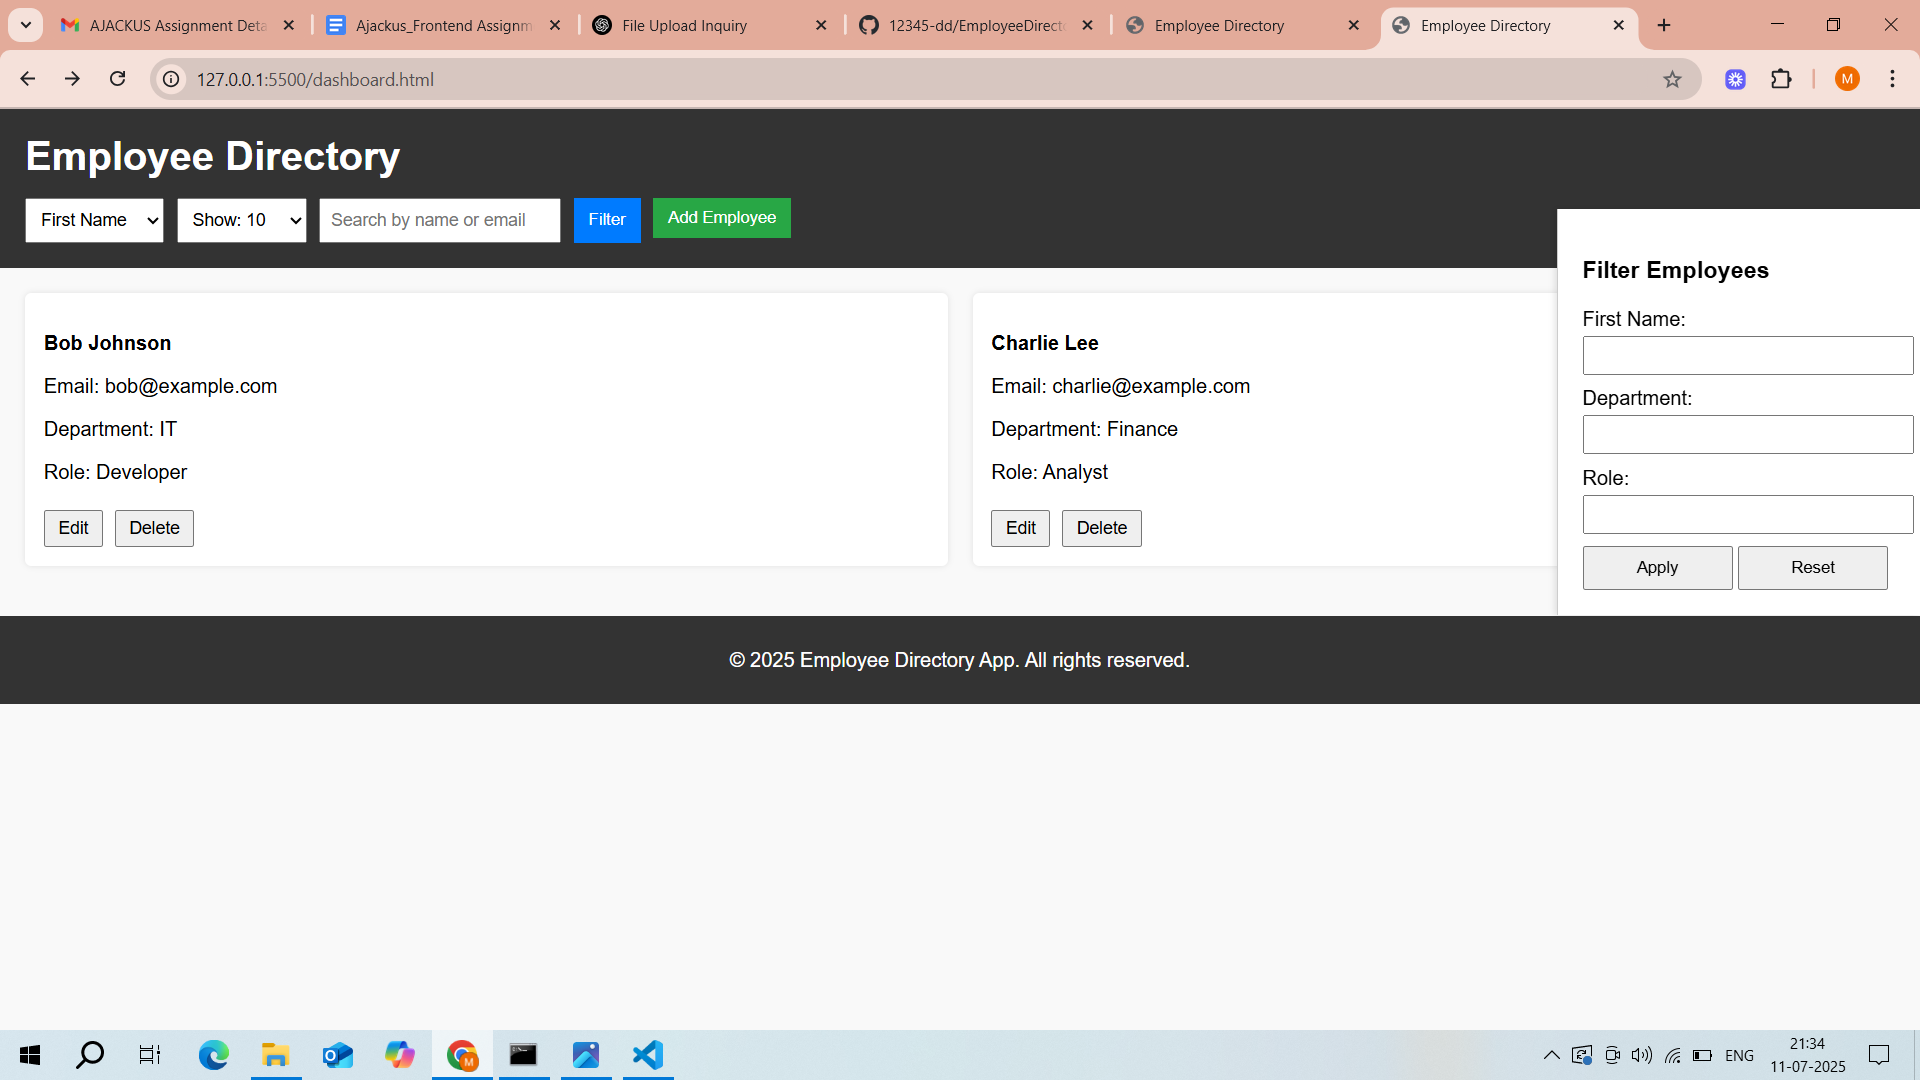 AJACKUS Assignment Deta
Ajackus_Frontend Assignm
File Upload Inquiry
12345-dd/EmployeeDirect
Employee Directory
Employee Directory
127.0.0.1:5500/dashboard.html
M
Employee Directory
First Name
Show: 10
Search by name or email
Filter
Add Employee
Bob Johnson
Email: bob@example.com
Department: IT
Role: Developer
Edit
Delete
Charlie Lee
Email: charlie@example.com
Department: Finance
Role: Analyst
Edit
Delete
Filter Employees
First Name:
Department:
Role:
Apply
Reset
© 2025 Employee Directory App. All rights reserved.
ENG
21:34
11-07-2025